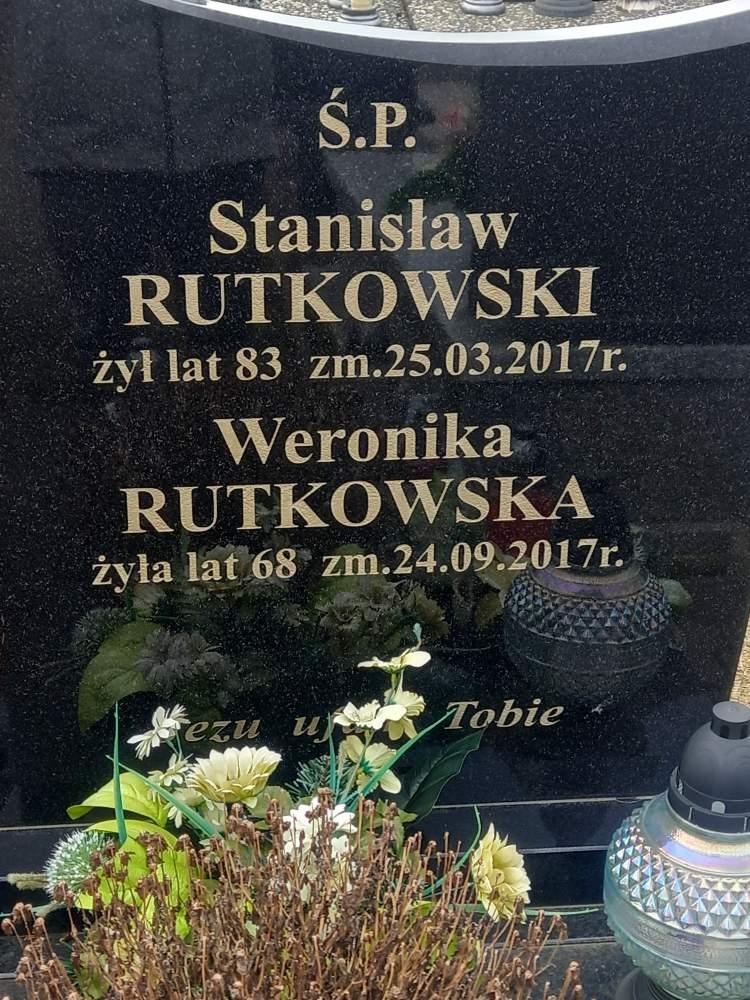 Ś.P.
Stanisław
RUTKOWSKI
żył lat 83 zm.25.03.2017r.
Weronika
RUTKOWSKA
żyła lat 68 zm.24.09.2017r.
Tobie